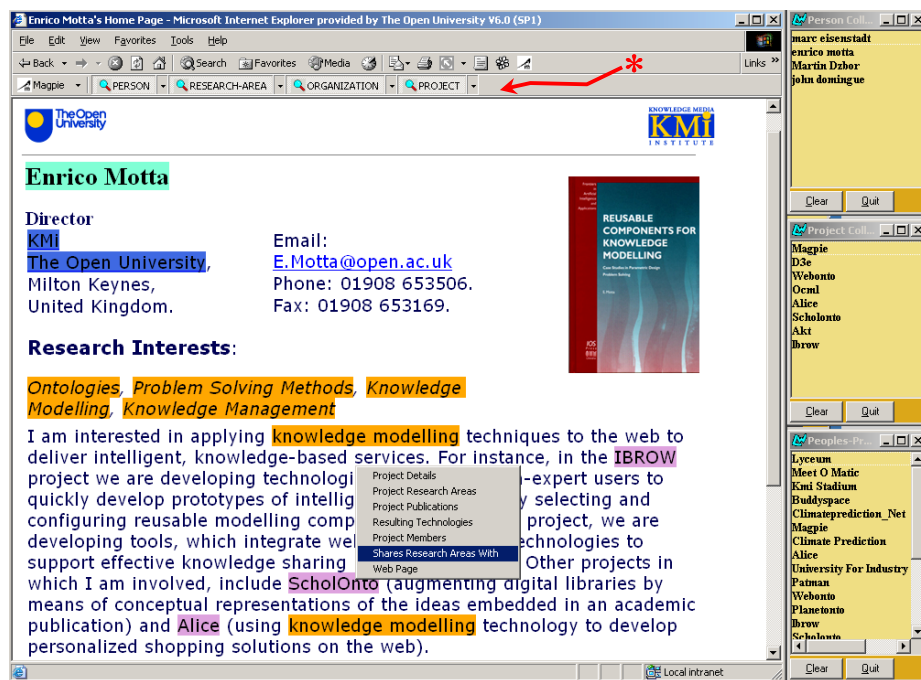 Enrico Motta's Home Page - Microsoft Internet Explorer provided by The Open University V6.0 (SP1)
File Edit View Favorites Tools Help
Back Search Favorites Media Links »
Magpie PERSON RESEARCH-AREA ORGANIZATION PROJECT
*
The Open
University
KNOWLEDGE MEDIA
KMi
INSTITUTE
Enrico Motta
Director
KMi
The Open University,
Milton Keynes,
United Kingdom.
Email:
E.Motta@open.ac.uk
Phone: 01908 653506.
Fax: 01908 653169.
REUSABLE
COMPONENTS FOR
KNOWLEDGE
MODELLING
Case Studies in Parametric Design
Problem Solving
E. Motta
IOS
Press
Research Interests:
Ontologies, Problem Solving Methods, Knowledge
Modelling, Knowledge Management
I am interested in applying knowledge modelling techniques to the web to
deliver intelligent, knowledge-based services. For instance, in the IBROW
project we are developing technologi -expert users to
quickly develop prototypes of intellig y selecting and
configuring reusable modelling comp project, we are
developing tools, which integrate we echnologies to
support effective knowledge sharing Other projects in
which I am involved, include ScholOnto (augmenting digital libraries by
means of conceptual representations of the ideas embedded in an academic
publication) and Alice (using knowledge modelling technology to develop
personalized shopping solutions on the web).
Project Details
Project Research Areas
Project Publications
Resulting Technologies
Project Members
Shares Research Areas With
Web Page
Local intranet
Person Coll...
marc eisenstadt
enrico motta
Martin Dzbor
john domingue
Clear Quit
Project Coll...
Magpie
D3e
Webonto
Ocml
Alice
Scholonto
Akt
Ibrow
Clear Quit
Peoples-Pr...
Lyceum
Meet O Matic
Kmi Stadium
Buddyspace
Climateprediction_Net
Magpie
Climate Prediction
Alice
University For Industry
Patman
Webonto
Planetonto
Ibrow
Scholonto
Clear Quit